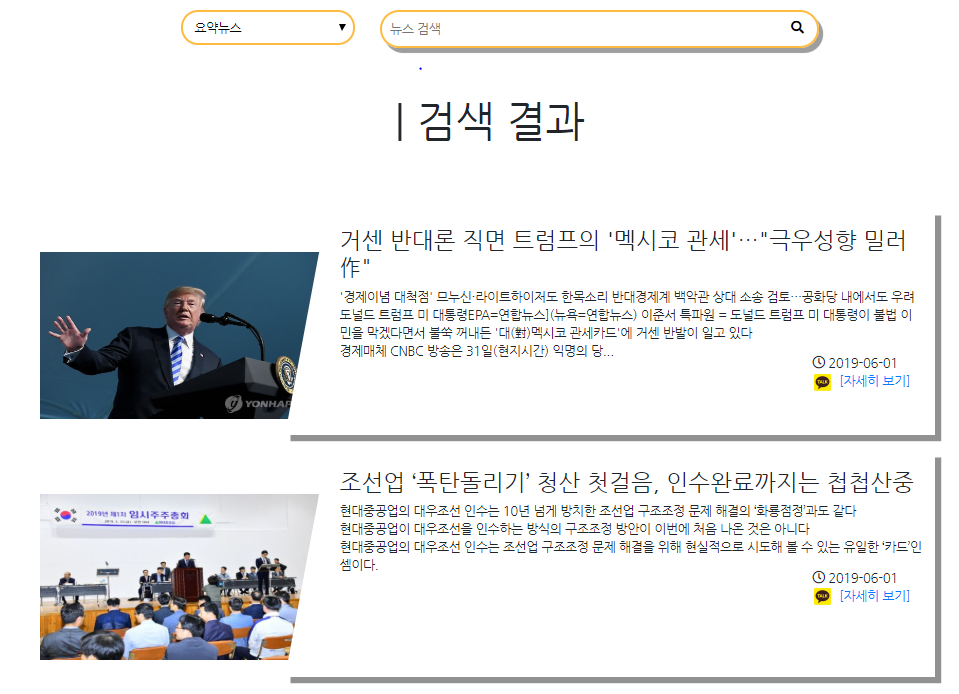 요약뉴스 ▼
뉴스 검색
| 검색 결과
거센 반대론 직면 트럼프의 '멕시코 관세'…"극우성향 밀러
作"
'경제이념 대척점' 므누신·라이트하이저도 한목소리 반대경제계 백악관 상대 소송 검토…공화당 내에서도 우려
도널드 트럼프 미 대통령EPA=연합뉴스](뉴욕=연합뉴스) 이준서 특파원 = 도널드 트럼프 미 대통령이 불법 이
민을 막겠다면서 불쑥 꺼내든 '대(對)멕시코 관세카드'에 거센 반발이 일고 있다
경제매체 CNBC 방송은 31일(현지시간) 익명의 당...
YONHAP
2019-06-01
TALK [자세히 보기]
조선업 ‘폭탄돌리기’ 청산 첫걸음, 인수완료까지는 첩첩산중
현대중공업의 대우조선 인수는 10년 넘게 방치한 조선업 구조조정 문제 해결의 ‘화룡점정’과도 같다
현대중공업이 대우조선을 인수하는 방식의 구조조정 방안이 이번에 처음 나온 것은 아니다
현대중공업의 대우조선 인수는 조선업 구조조정 문제 해결을 위해 현실적으로 시도해 볼 수 있는 유일한 ‘카드’인
셈이다.
2019년 제1차 임시주주총회
2019-06-01
TALK [자세히 보기]